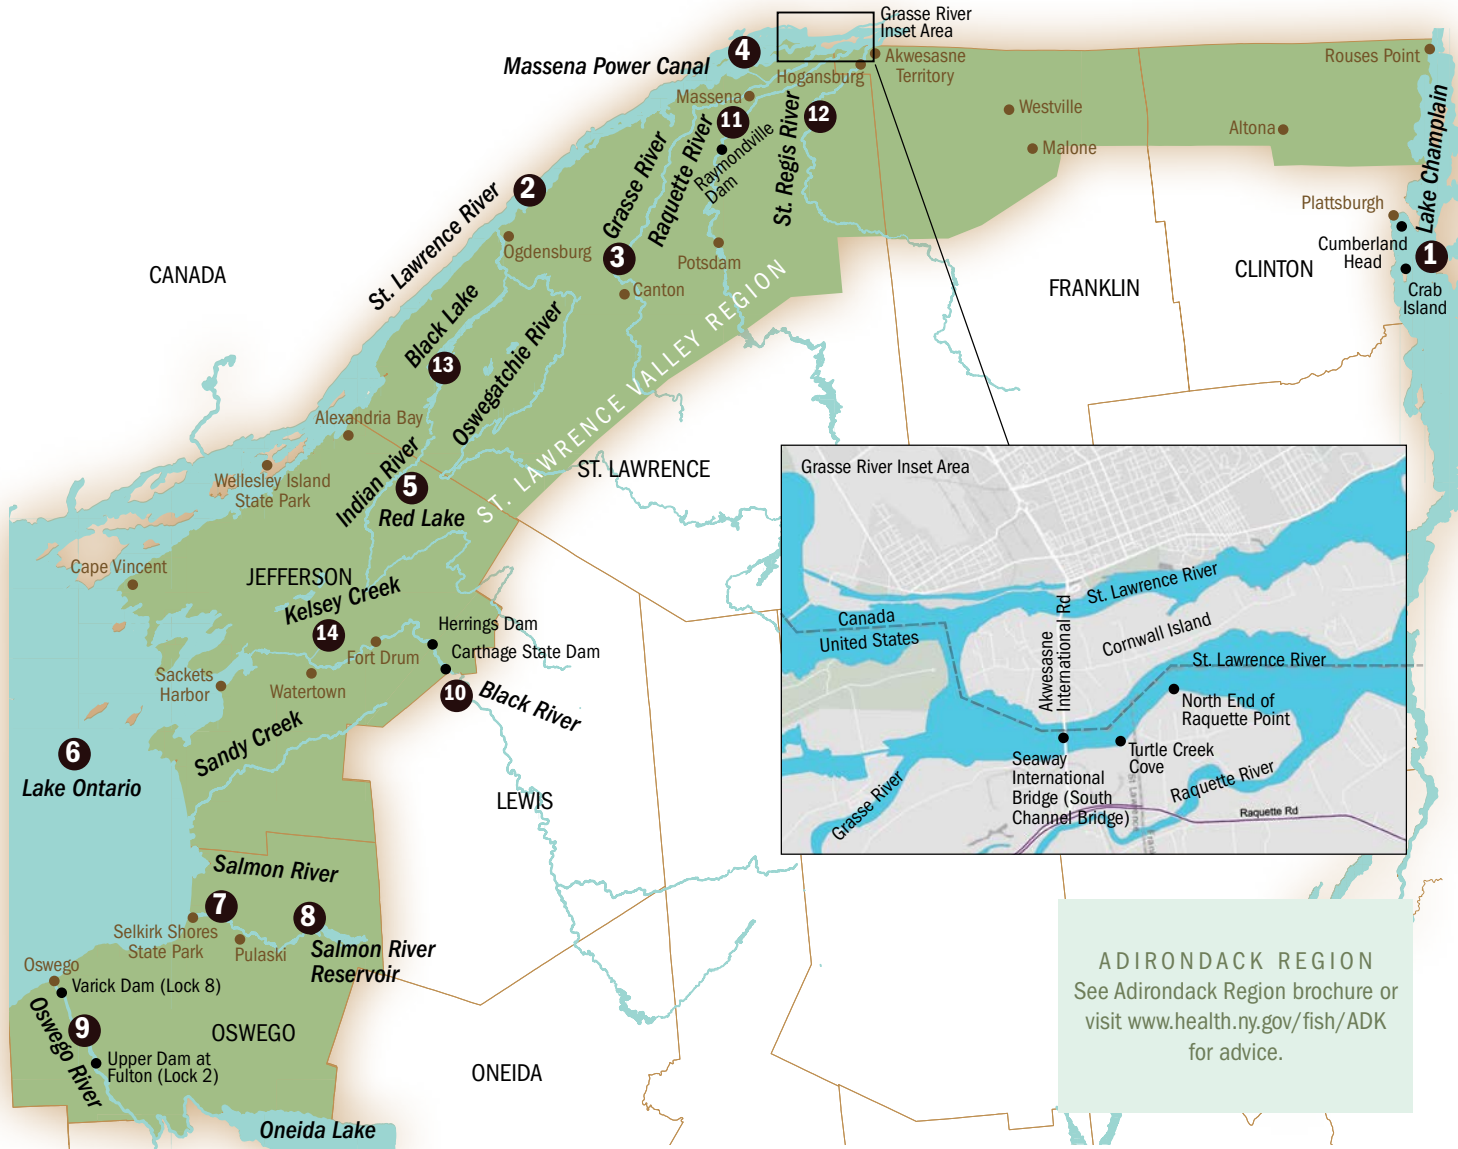 Grasse River
Inset Area
4
Massena Power Canal
Akwesasne
Territory
Hogansburg
Rouses Point
Massena
11
12
Westville
Altona
Malone
Raymondville
Dam
Grasse River
Raquette River
St. Regis River
Lake Champlain
2
St. Lawrence River
Ogdensburg
3
Potsdam
Canton
Plattsburgh
Cumberland
Head
1
Crab
Island
CANADA
FRANKLIN
CLINTON
Black Lake
13
Oswegatchie River
ST. LAWRENCE VALLEY REGION
Alexandria Bay
Wellesley Island
State Park
Indian River
5
Red Lake
ST. LAWRENCE
Cape Vincent
JEFFERSON
Kelsey Creek
14
Fort Drum
Herrings Dam
Carthage State Dam
Sackets
Harbor
Watertown
10
Black River
Sandy Creek
6
Lake Ontario
LEWIS
Salmon River
7
8
Selkirk Shores
State Park
Pulaski
Salmon River
Reservoir
Oswego
Varick Dam (Lock 8)
9
Oswego River
OSWEGO
Upper Dam at
Fulton (Lock 2)
ONEIDA
Oneida Lake
Grasse River Inset Area
St. Lawrence River
Canada
United States
Akwesasne
International Rd
Cornwall Island
St. Lawrence River
North End of
Raquette Point
Turtle Creek
Cove
Seaway
International
Bridge (South
Channel Bridge)
Grasse River
Raquette River
Raquette Rd
St Lawrence
Frank
ADIRONDACK REGION
See Adirondack Region brochure or
visit www.health.ny.gov/fish/ADK
for advice.